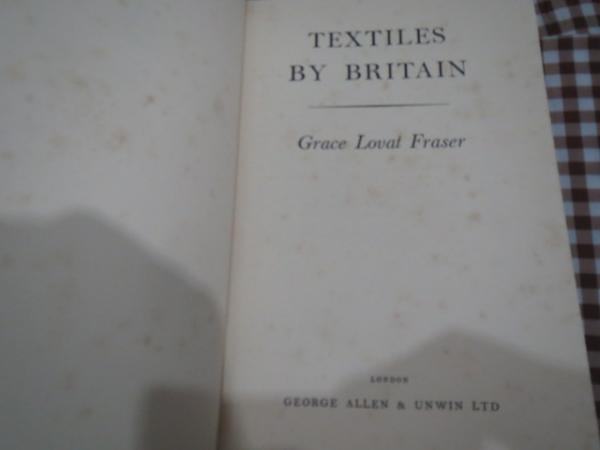 TEXTILES
BY BRITAIN
Grace Lovat Fraser
LONDON
GEORGE ALLEN & UNWIN LTD